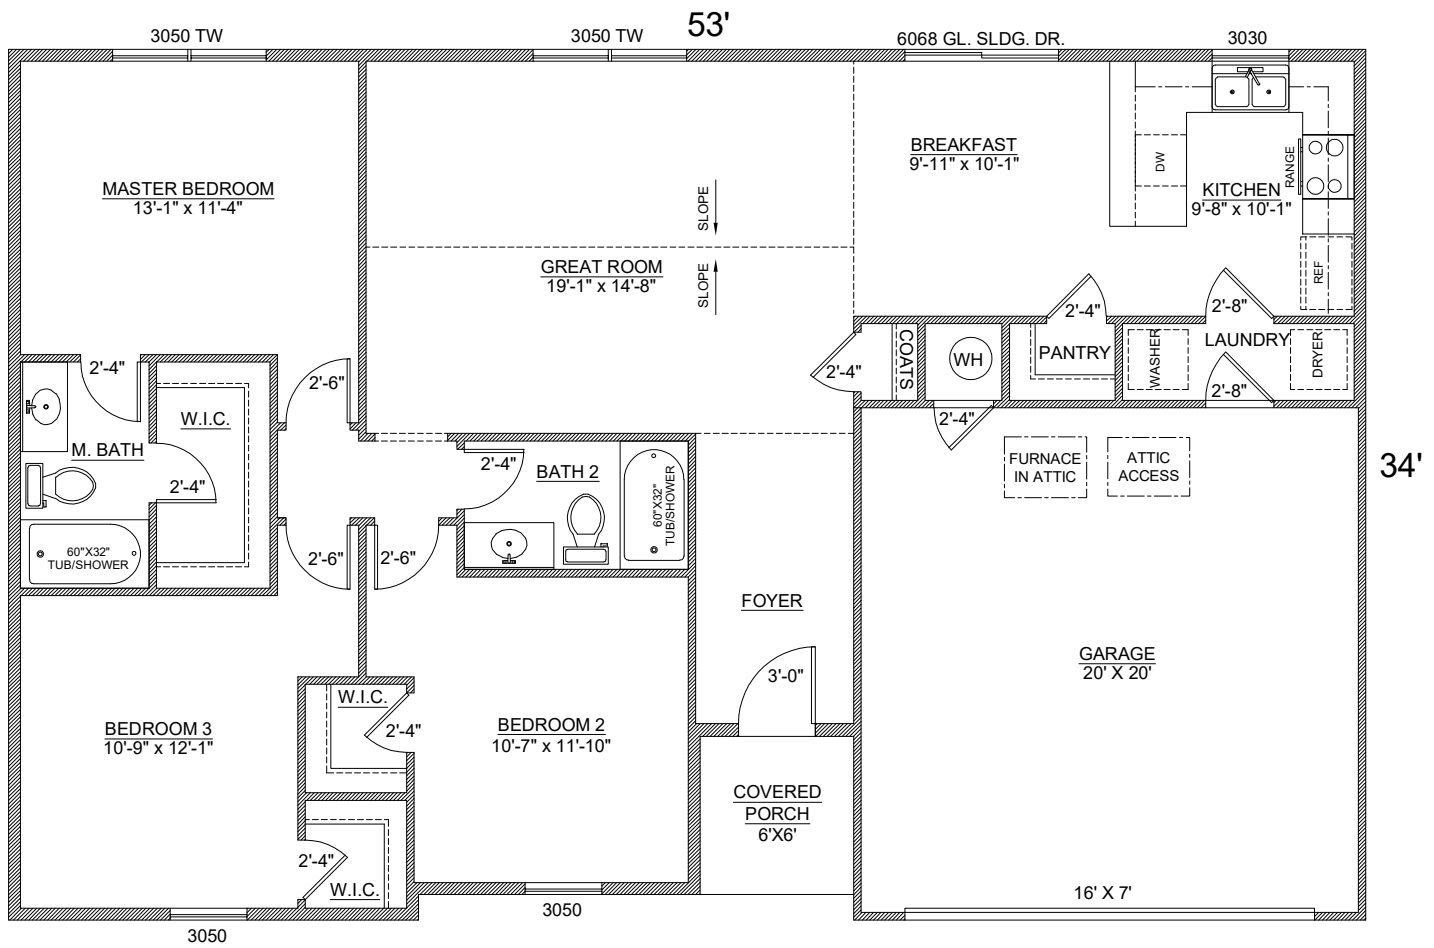 53'
3050 TW
3050 TW
6068 GL. SLDG. DR.
3030
MASTER BEDROOM
13'-1" x 11'-4"
SLOPE
SLOPE
GREAT ROOM
19'-1" x 14'-8"
BREAKFAST
9'-11" x 10'-1"
DW
RANGE
KITCHEN
9'-8" x 10'-1"
REF
2'-4"
2'-8"
2'-4"
2'-6"
2'-4"
COATS
WH
PANTRY
WASHER
LAUNDRY
DRYER
2'-8"
2'-4"
W.I.C.
M. BATH
2'-4"
60"X32"
TUB/SHOWER
2'-4"
BATH 2
60"X32"
TUB/SHOWER
FURNACE
IN ATTIC
ATTIC
ACCESS
34'
2'-6"
2'-6"
FOYER
3'-0"
GARAGE
20' X 20'
W.I.C.
2'-4"
BEDROOM 3
10'-9" x 12'-1"
BEDROOM 2
10'-7" x 11'-10"
COVERED
PORCH
6'X6'
2'-4"
W.I.C.
16' X 7'
3050
3050